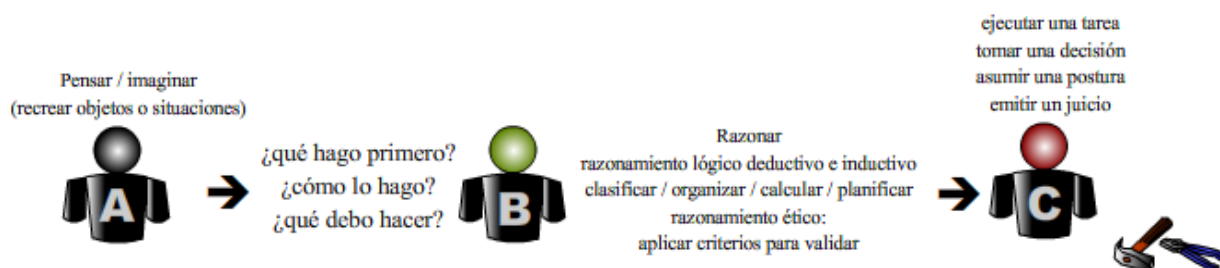 Pensar / imaginar
(recrear objetos o situaciones)
A
¿qué hago primero?
¿cómo lo hago?
¿qué debo hacer?
B
Razonar
razonamiento lógico deductivo e inductivo
clasificar / organizar / calcular / planificar
razonamiento ético:
aplicar criterios para validar
ejecutar una tarea
tomar una decisión
asumir una postura
emitir un juicio
C